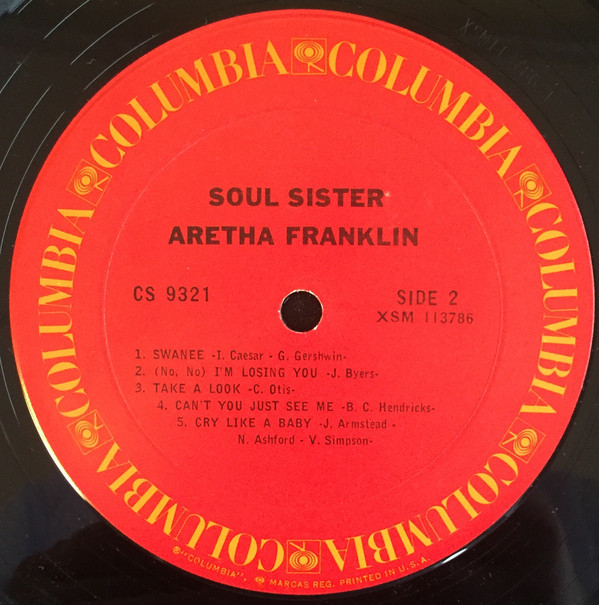 COLUMBIA COLUMBIA COLUMBIA COLUMBIA COLUMBIA COLUMBIA COLUMBIA COLUMBIA
SOUL SISTER
ARETHA FRANKLIN
CS 9321
SIDE 2
XSM 113786
1. SWANEE -I. Caesar - G. Gershwin-
2. (No, No) I'M LOSING YOU -J. Byers-
3. TAKE A LOOK -C. Otis-
4. CAN'T YOU JUST SEE ME -B. C. Hendricks-
5. CRY LIKE A BABY -J. Armstead -
N. Ashford - V. Simpson-
®"COLUMBIA", MARCAS REG. PRINTED IN U.S.A.